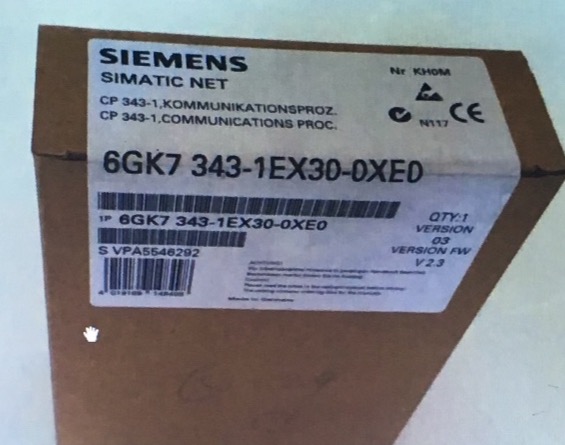 SIEMENS
SIMATIC NET
Nr KH0M
CP 343-1,KOMMUNIKATIONSPROZ.
CP 343-1,COMMUNICATIONS PROC.
N117
CE
6GK7 343-1EX30-0XE0
1P 6GK7 343-1EX30-0XE0
QTY:1
VERSION
03
VERSION FW
V 2.3
S VPA5546292
Made in Germany